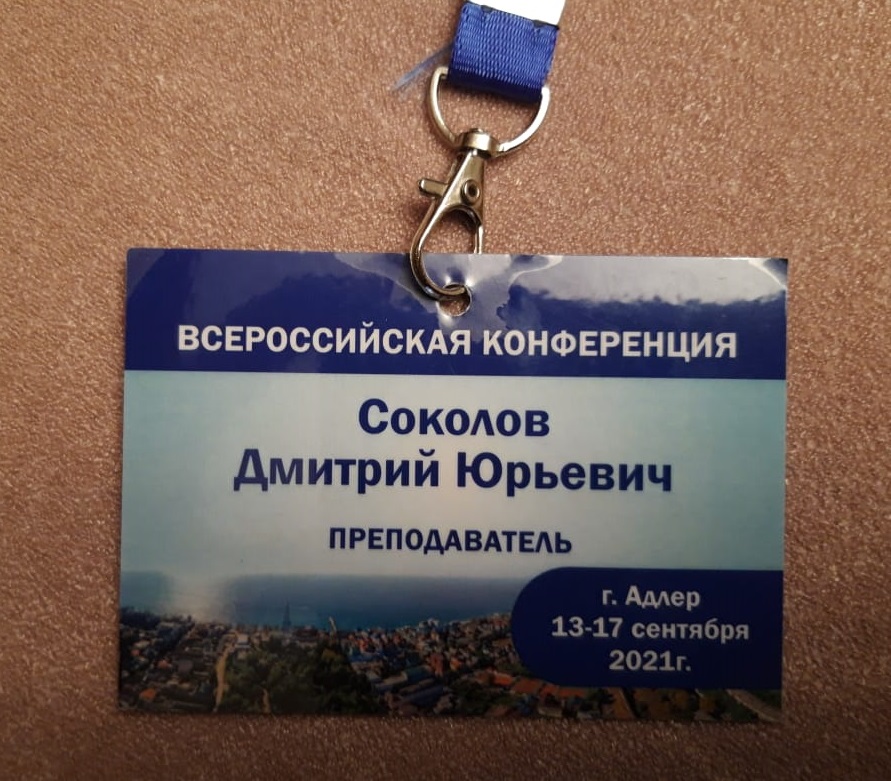 ВСЕРОССИЙСКАЯ КОНФЕРЕНЦИЯ
Соколов
Дмитрий Юрьевич
ПРЕПОДАВАТЕЛЬ
г. Адлер
13-17 сентября
2021г.